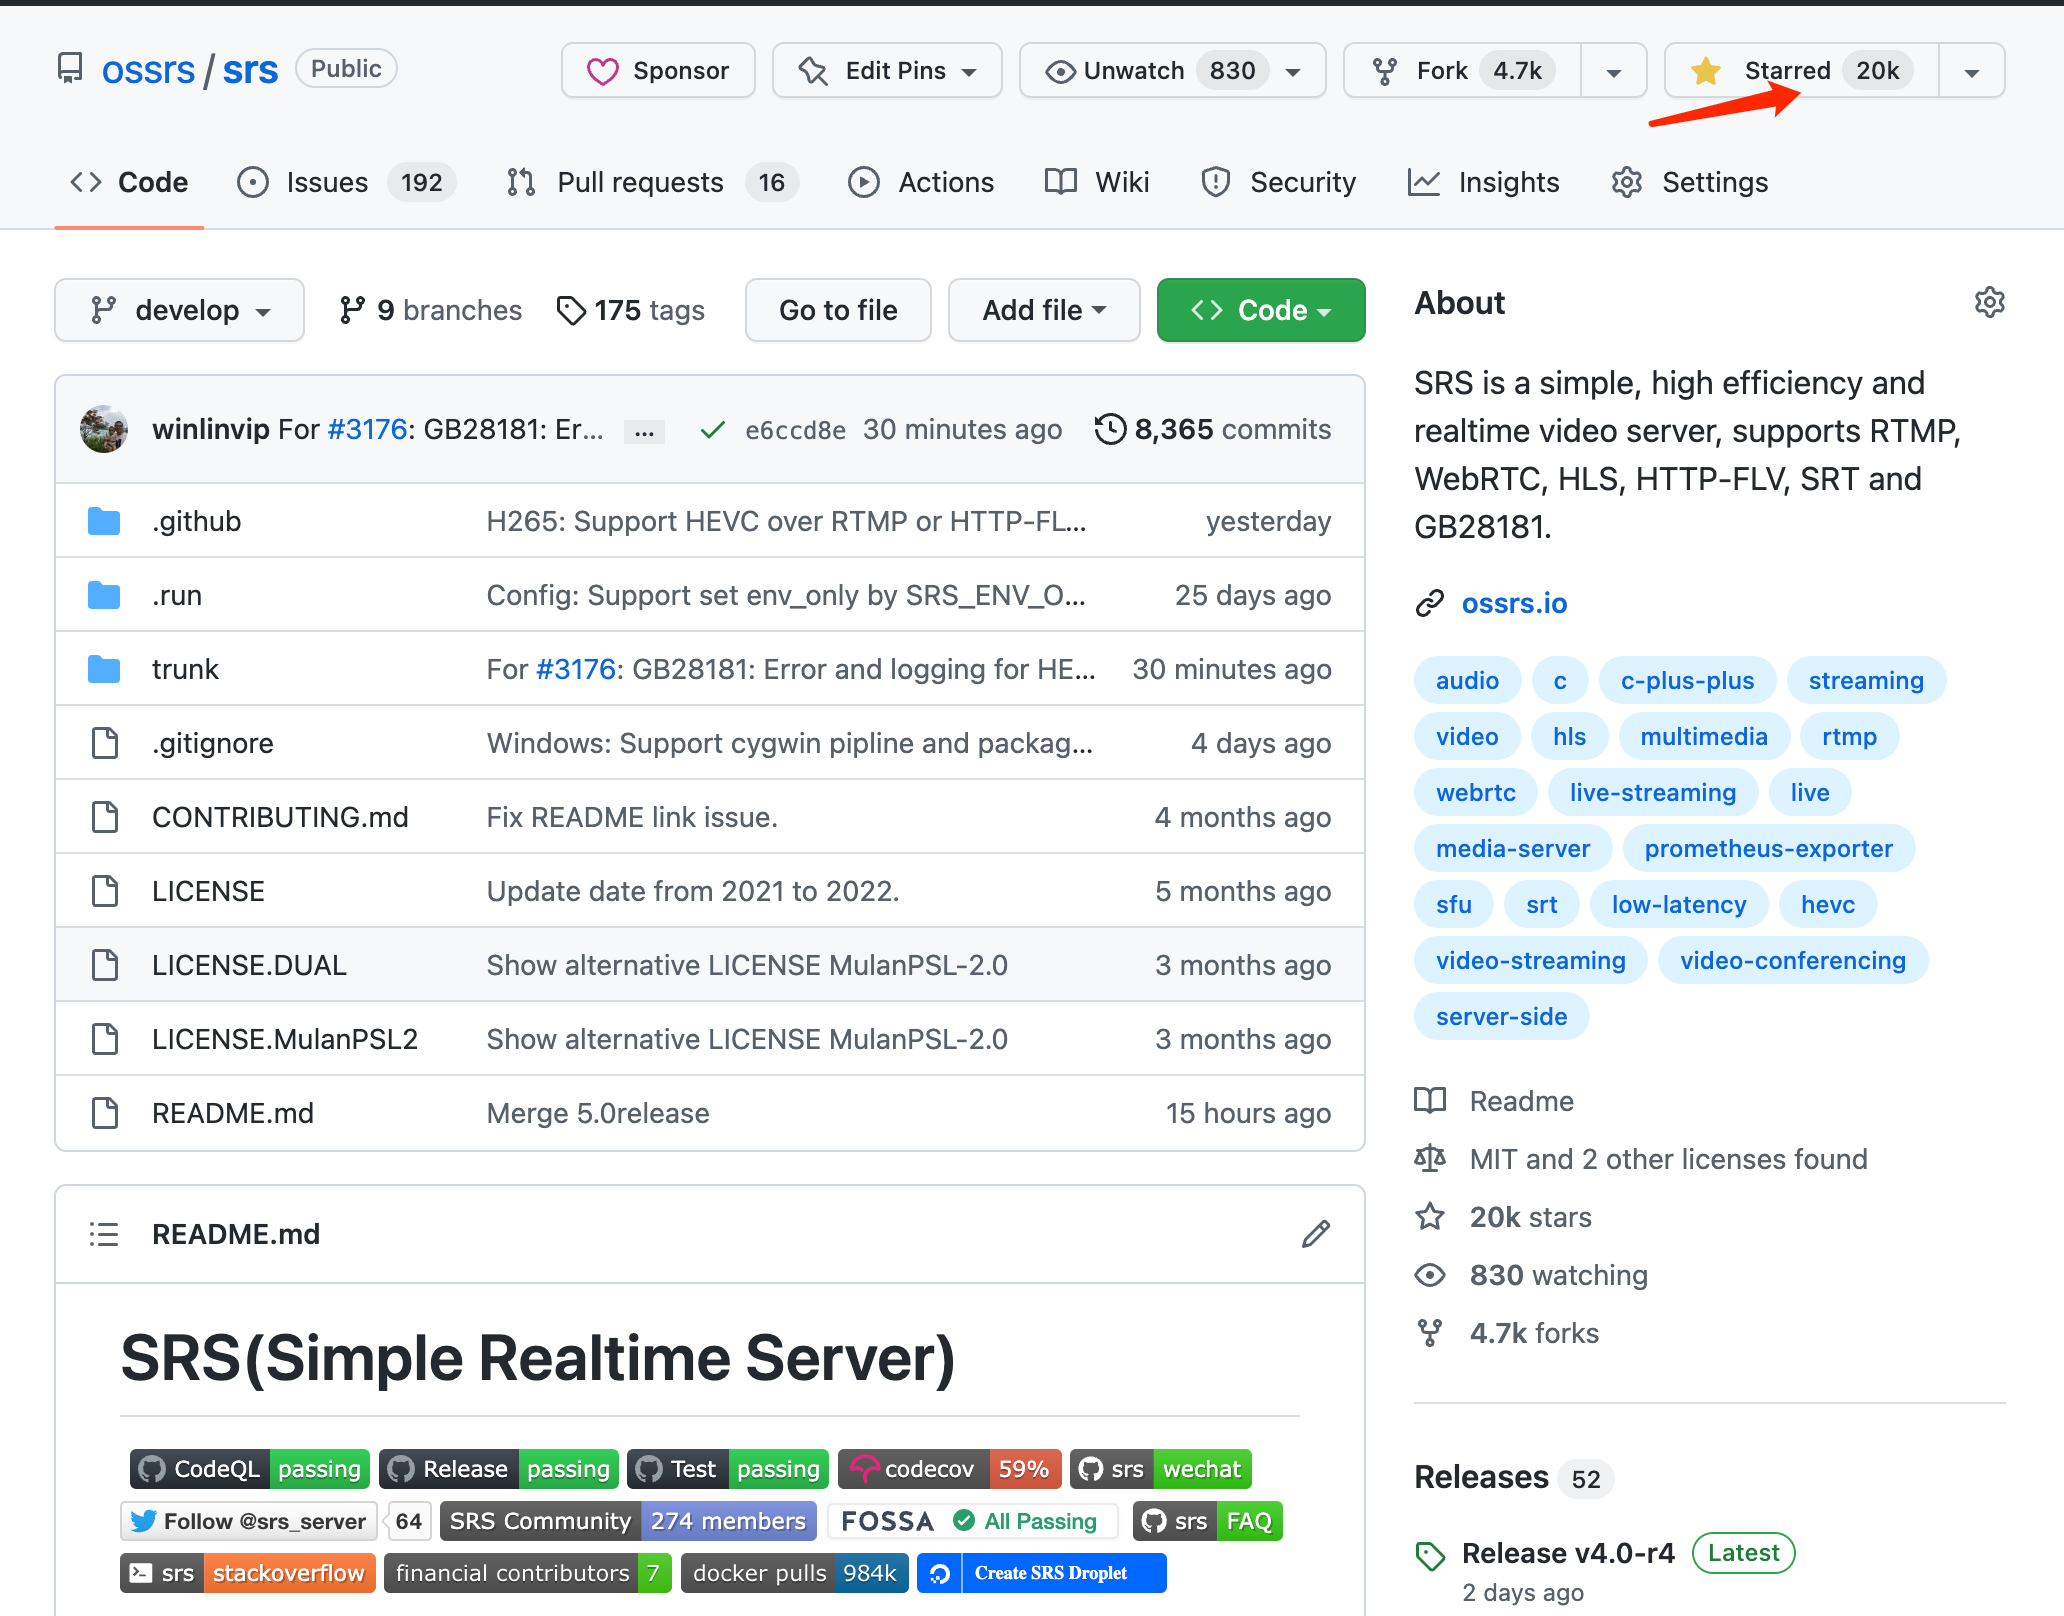 ossrs / srs Public Sponsor Edit Pins Unwatch 830 Fork 4.7k Starred 20k
Code Issues 192 Pull requests 16 Actions Wiki Security Insights Settings
develop 9 branches 175 tags Go to file Add file Code
winlinvip For #3176: GB28181: Er... ... e6ccd8e 30 minutes ago 8,365 commits
.github H265: Support HEVC over RTMP or HTTP-FL... yesterday
.run Config: Support set env_only by SRS_ENV_O... 25 days ago
trunk For #3176: GB28181: Error and logging for HE... 30 minutes ago
.gitignore Windows: Support cygwin pipline and packag... 4 days ago
CONTRIBUTING.md Fix README link issue. 4 months ago
LICENSE Update date from 2021 to 2022. 5 months ago
LICENSE.DUAL Show alternative LICENSE MulanPSL-2.0 3 months ago
LICENSE.MulanPSL2 Show alternative LICENSE MulanPSL-2.0 3 months ago
README.md Merge 5.0release 15 hours ago
README.md
SRS(Simple Realtime Server)
CodeQL passing Release passing Test passing codecov 59% srs wechat
Follow @srs_server 64 SRS Community 274 members FOSSA All Passing srs FAQ
srs stackoverflow financial contributors 7 docker pulls 984k Create SRS Droplet
About
SRS is a simple, high efficiency and
realtime video server, supports RTMP,
WebRTC, HLS, HTTP-FLV, SRT and
GB28181.
ossrs.io
audio c c-plus-plus streaming
video hls multimedia rtmp
webrtc live-streaming live
media-server prometheus-exporter
sfu srt low-latency hevc
video-streaming video-conferencing
server-side
Readme
MIT and 2 other licenses found
20k stars
830 watching
4.7k forks
Releases 52
Release v4.0-r4 Latest
2 days ago